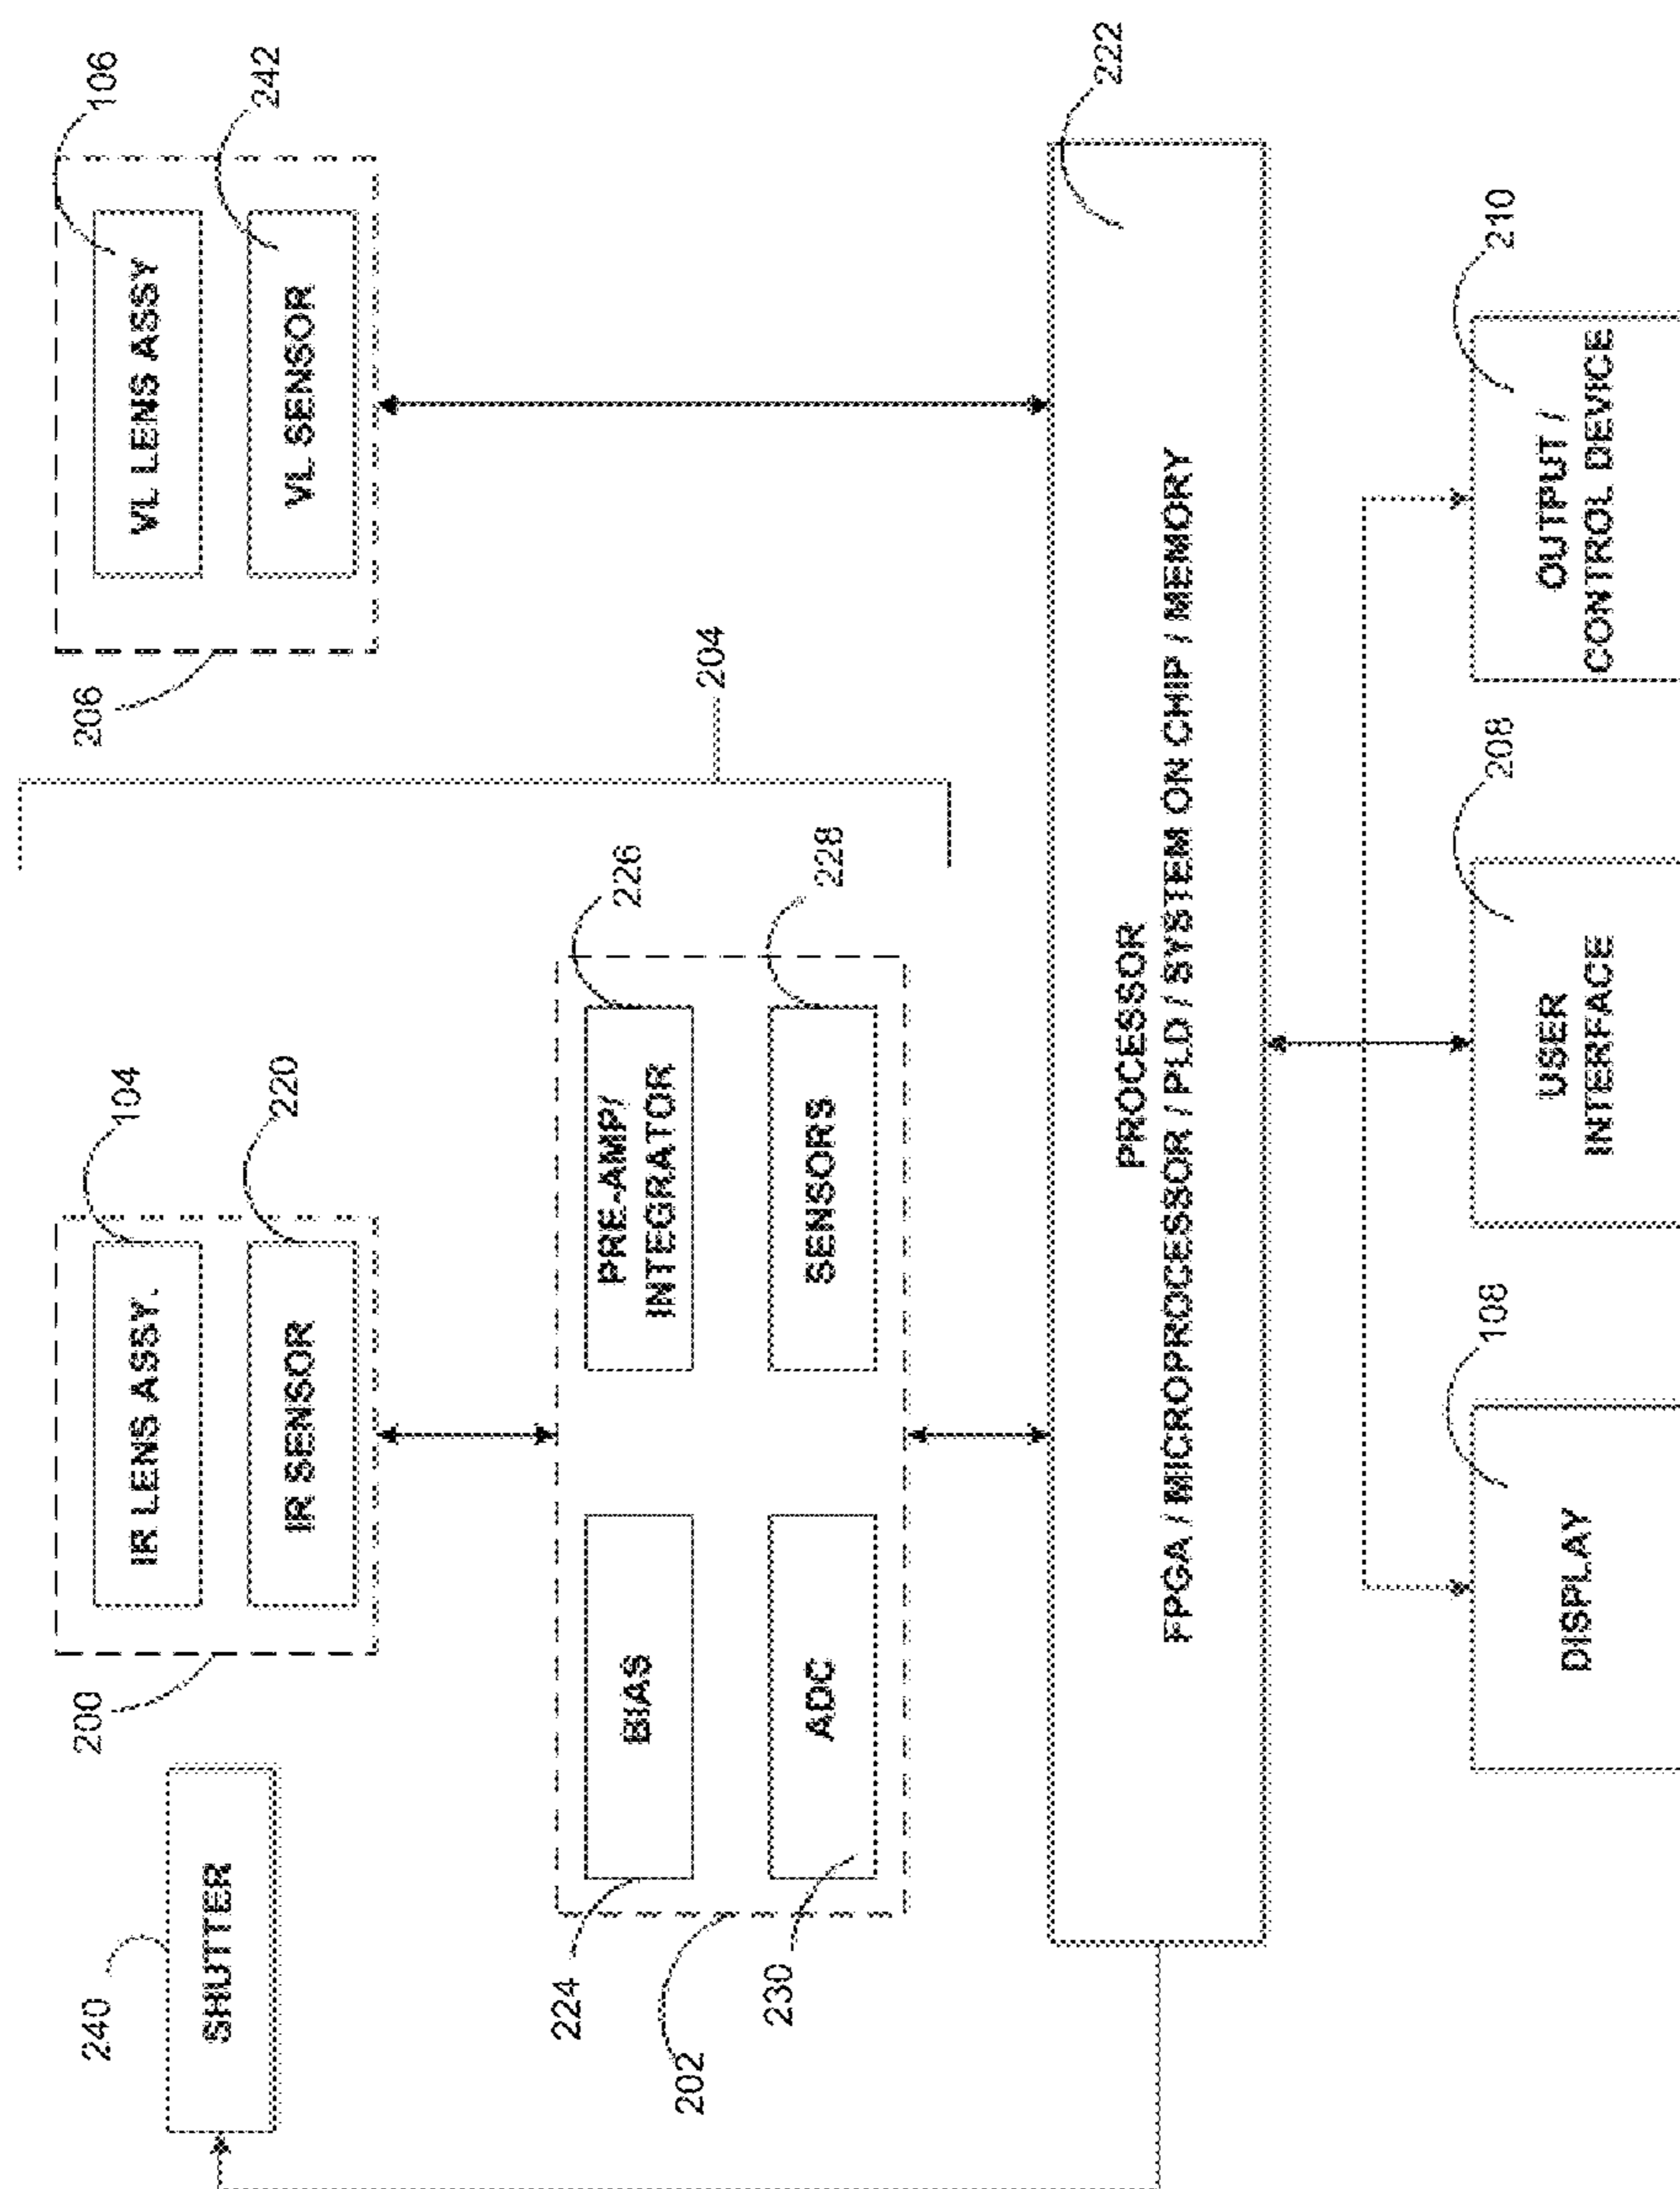 240
SHUTTER
200
104
IR LENS ASSY.
220
IR SENSOR
206
106
VL LENS ASSY
242
VL SENSOR
204
202
224
BIAS
226
PRE-AMP/
INTEGRATOR
230
ADC
228
SENSORS
222
PROCESSOR
FPGA / MICROPROCESSOR / PLD / SYSTEM ON CHIP / MEMORY
108
DISPLAY
208
USER
INTERFACE
210
OUTPUT /
CONTROL DEVICE